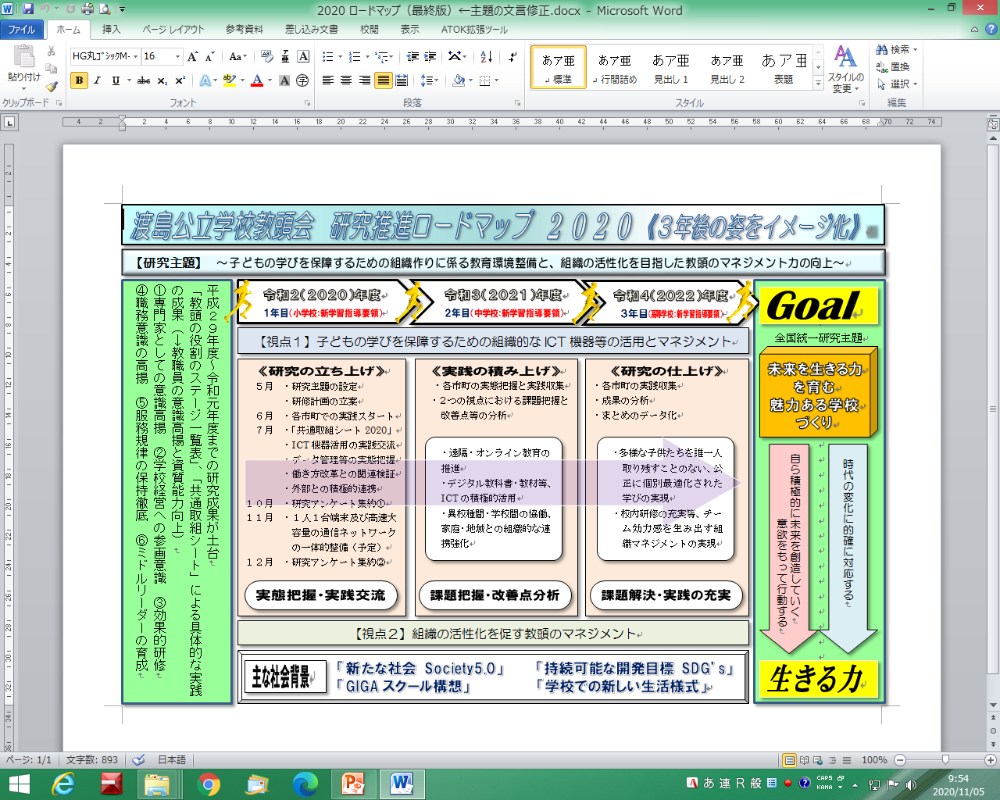 2020 ロードマップ（最終版）←主題の文言修正.docx - Microsoft Word
ファイル ホーム 挿入 ページ レイアウト 参考資料 差し込み文書 校閲 表示 ATOK拡張ツール
貼り付け
HG丸ｺﾞｼｯｸM- 16
あア亜 あア亜 あア亜 あア亜 あア亜
標準 行間詰め 見出し 1 見出し 2 表題
スタイルの変更
検索
置換
選択
クリップボード フォント 段落 スタイル 編集
渡島公立学校教頭会 研究推進ロードマップ ２０２０《３年後の姿をイメージ化》
【研究主題】 ～子どもの学びを保障するための組織作りに係る教育環境整備と、組織の活性化を目指した教頭のマネジメント力の向上～
平成２９年度～令和元年度までの研究成果が土台
「教頭の役割のステージ一覧表」、「共通取組シート」による具体的な実践
の成果（→教職員の意識高揚と資質能力向上）
①専門家としての意識高揚 ②学校経営への参画意識 ③効果的研修
④職務意識の高揚 ⑤服務規律の保持徹底 ⑥ミドルリーダーの育成
令和２(２０２０)年度
１年目(小学校:新学習指導要領)
令和３(２０２１)年度
２年目(中学校:新学習指導要領)
令和４(２０２２)年度
３年目(高等学校:新学習指導要領)
【視点１】子どもの学びを保障するための組織的な ICT 機器等の活用とマネジメント
《研究の立ち上げ》
５月 ・研究主題の設定
・研修計画の立案
６月 ・各市町での実践スタート
７月 ・「共通取組シート 2020」
・ICT 機器活用の実践交流
・データ管理等の実態把握
・働き方改革との関連検証
・外部との積極的連携
１０月 ・研究アンケート集約①
１１月 ・１人１台端末及び高速大
容量の通信ネットワーク
の一体的整備（予定）
１２月 ・研究アンケート集約②
実態把握・実践交流
《実践の積み上げ》
・各市町の実態把握と実践収集
・２つの視点における課題把握と
改善点等の分析
・遠隔・オンライン教育の
推進
・デジタル教科書・教材等、
ICT の積極的活用
・異校種間・学校間の協働、
家庭・地域との組織的な連
携強化
課題把握・改善点分析
《研究の仕上げ》
・各市町の実践収集
・成果の分析
・まとめのデータ化
・多様な子供たちを誰一人
取り残すことのない、公
正に個別最適化された
学びの実現
・校内研修の充実等、チー
ム効力感を生み出す組
織マネジメントの実現
課題解決・実践の充実
【視点２】組織の活性化を促す教頭のマネジメント
主な社会背景
「新たな社会 Society5.0」 「持続可能な開発目標 SDG's」
「GIGA スクール構想」 「学校での新しい生活様式」
Goal
全国統一研究主題
未来を生きる力
を育む
魅力ある学校
づくり
時代の変化に的確に対応する
自ら積極的に未来を創造していく
意欲をもって行動する
生きる力
ページ: 1/1 文字数: 893 日本語 100%
あ 連 R 般
CAPS
KANA
9:54
2020/11/05